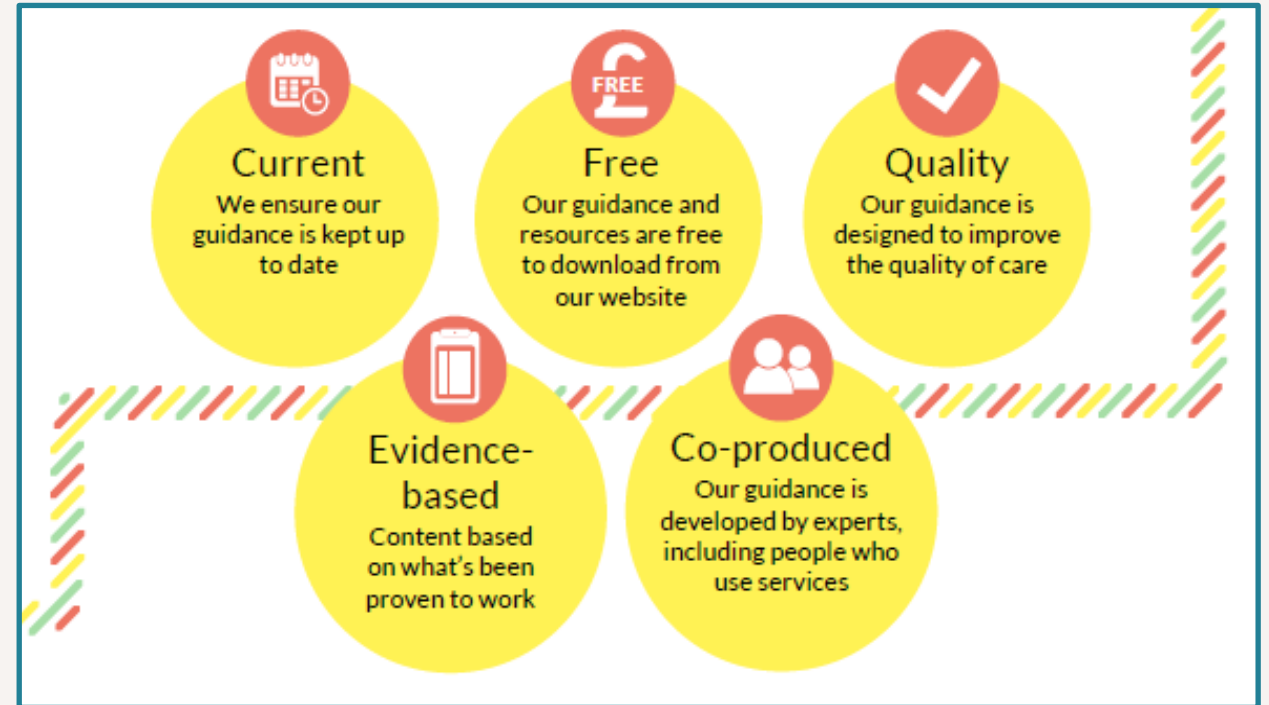 Current
We ensure our
guidance is kept up
to date
FREE
Free
Our guidance and
resources are free
to download from
our website
Quality
Our guidance is
designed to improve
the quality of care
Evidence-
based
Content based
on what's been
proven to work
Co-produced
Our guidance is
developed by experts,
including people who
use services